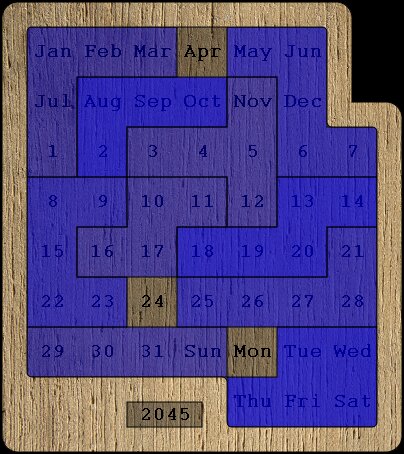 Jan Feb Mar Apr May Jun
Jul Aug Sep Oct Nov Dec
1 2 3 4 5 6 7
8 9 10 11 12 13 14
15 16 17 18 19 20 21
22 23 24 25 26 27 28
29 30 31 Sun Mon Tue Wed
Thu Fri Sat
2045